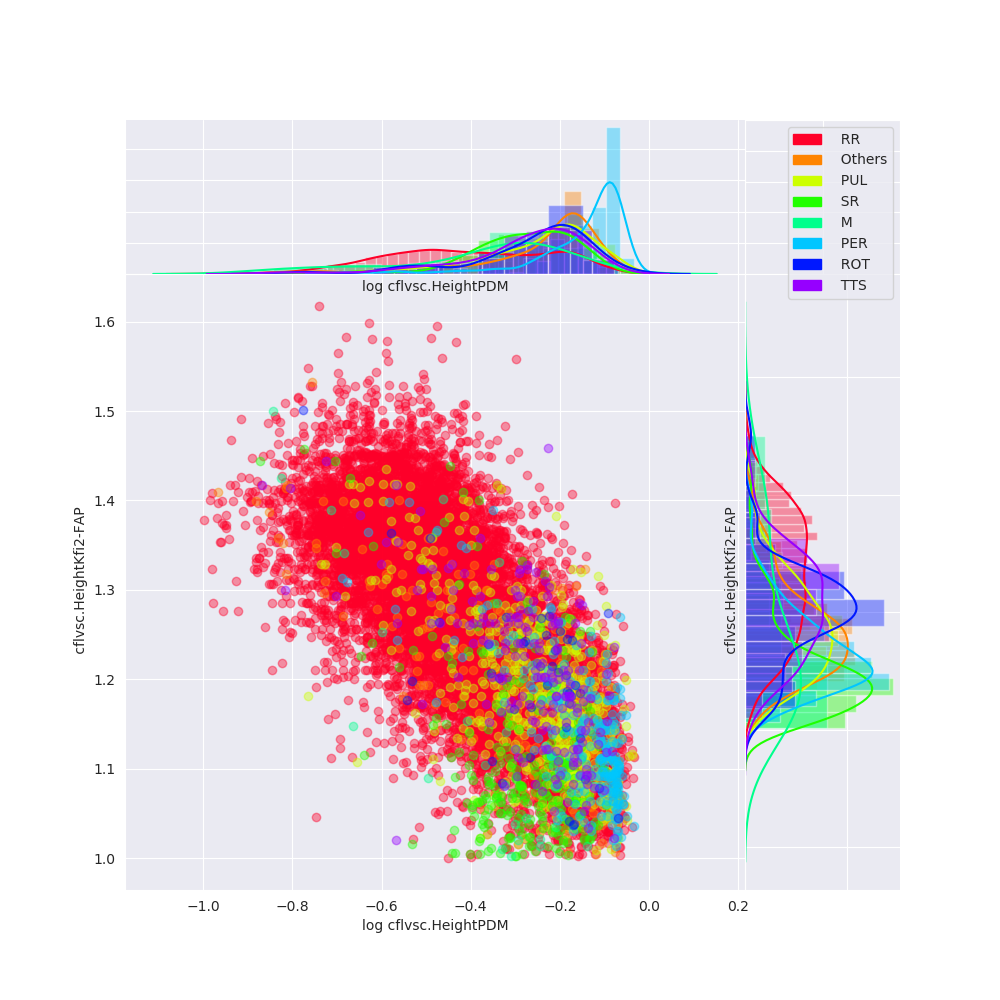 RR
Others
PUL
SR
M
PER
ROT
TTS
log cflvsc.HeightPDM
1.6
1.5
1.4
1.3
1.2
1.1
1.0
cflvsc.HeightKfi2-FAP
cflvsc.HeightKfi2-FAP
−1.0 −0.8 −0.6 −0.4 −0.2 0.0 0.2
log cflvsc.HeightPDM